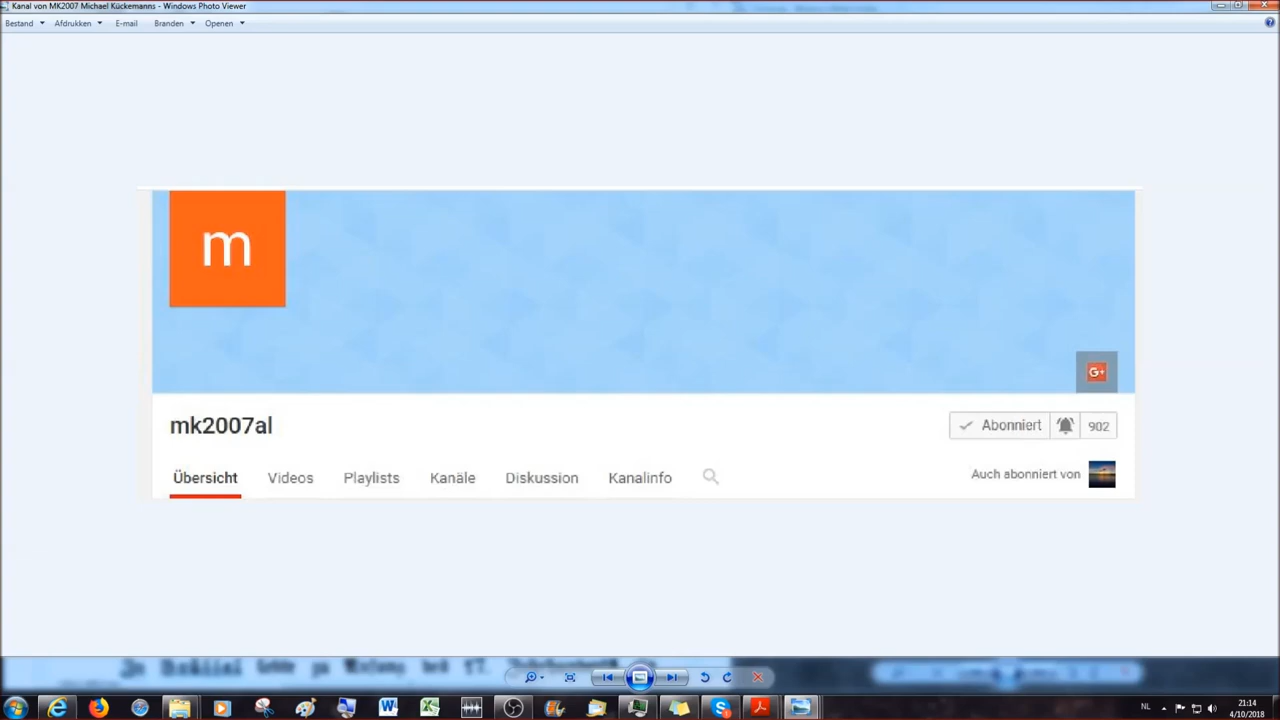 Kanal von MK2007 Michael Kückemanns - Windows Photo Viewer
Bestand Afdrukken E-mail Branden Openen
m
G+
mk2007al
Abonniert 902
Übersicht Videos Playlists Kanäle Diskussion Kanalinfo
Auch abonniert von
NL
21:14
4/10/2018